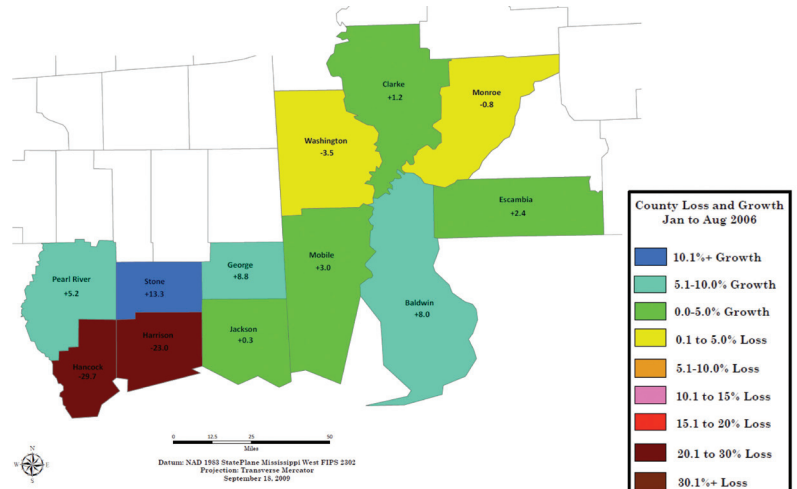 Clarke
+1.2
Monroe
-0.8
Washington
-3.5
Escambia
+2.4
Mobile
+3.0
Baldwin
+8.0
George
+8.8
Pearl River
+5.2
Stone
+13.3
Jackson
+0.3
Harrison
-23.0
Hancock
-29.7
County Loss and Growth
Jan to Aug 2006
10.1%+ Growth
5.1-10.0% Growth
0.0-5.0% Growth
0.1 to 5.0% Loss
5.1-10.0% Loss
10.1 to 15% Loss
15.1 to 20% Loss
20.1 to 30% Loss
30.1%+ Loss
N
W E
S
0 12.5 25 50
Miles
Datum: NAD 1983 StatePlane Mississippi West FIPS 2302
Projection: Transverse Mercator
September 18, 2009